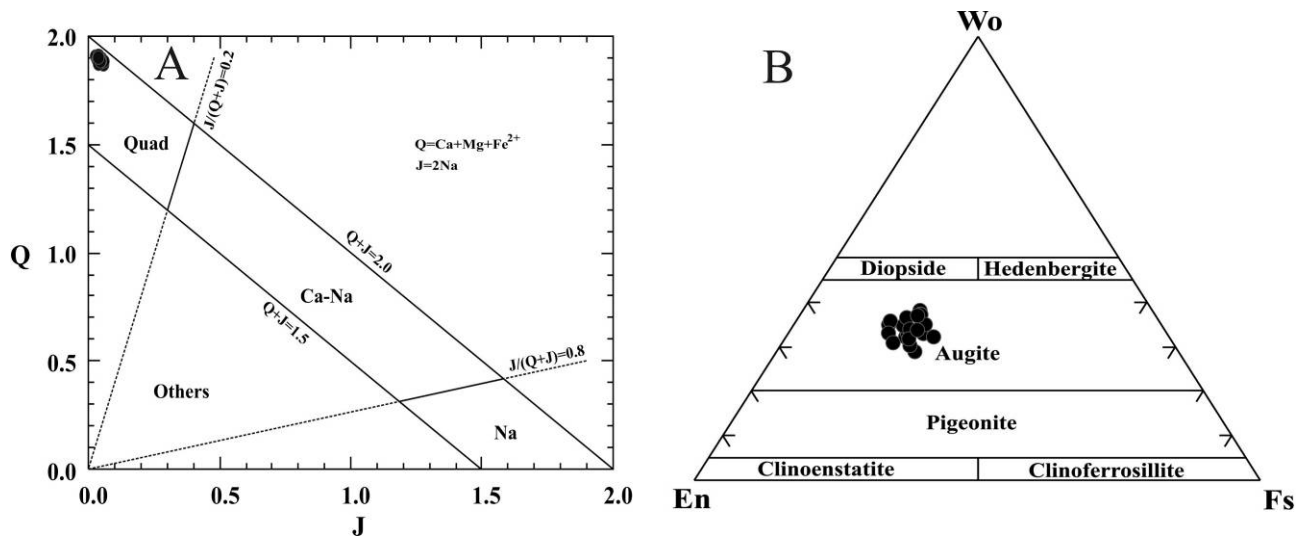 A
2.0
1.5
1.0
0.5
0.0
Q
J/(Q+J)=0.2
Quad
Q=Ca+Mg+Fe2+
J=2Na
Q+J=2.0
Ca-Na
Q+J=1.5
Others
J/(Q+J)=0.8
Na
0.0 0.5 1.0 1.5 2.0
J
B
Wo
Diopside Hedenbergite
Augite
Pigeonite
Clinoenstatite Clinoferrosillite
En Fs